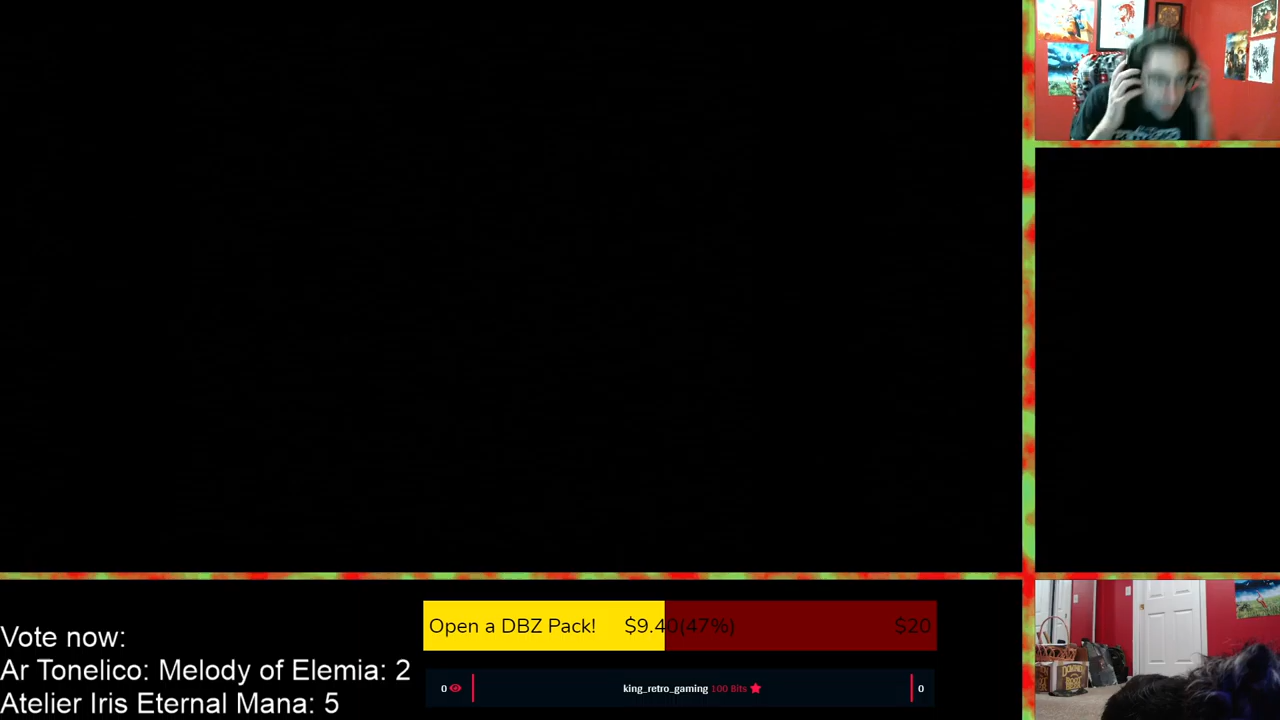 Open a DBZ Pack! $9.40(47%) $20
Vote now:
Ar Tonelico: Melody of Elemia: 2
Atelier Iris Eternal Mana: 5
0 king_retro_gaming 100 Bits 0